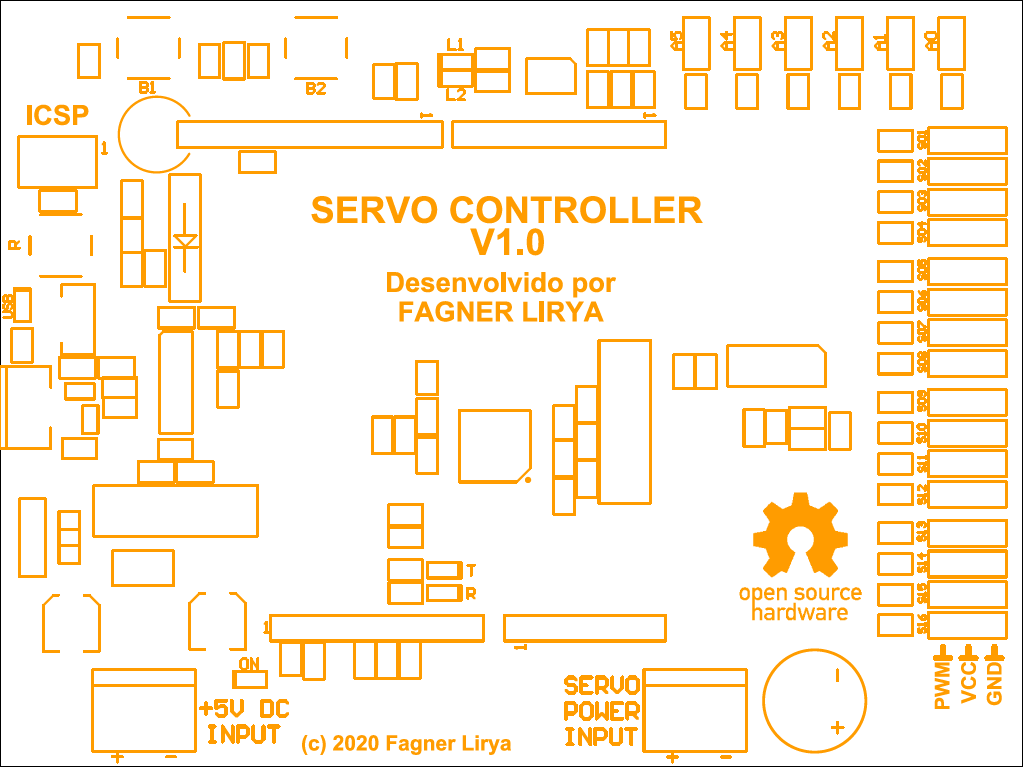 A5
A4
A3
A2
A1
A0
L1
L2
B1
B2
ICSP
1
1
1
S01
S02
S03
S04
SERVO CONTROLLER
V1.0
R
Desenvolvido por
FAGNER LIRYA
USB
S05
S06
S07
S08
S09
S10
S11
S12
S13
S14
S15
S16
T
R
open source
hardware
1
1
ON
PWM
VCC
GND
+5V DC
INPUT
SERVO
POWER
INPUT
(c) 2020 Fagner Lirya
+ -
+ -
-
+